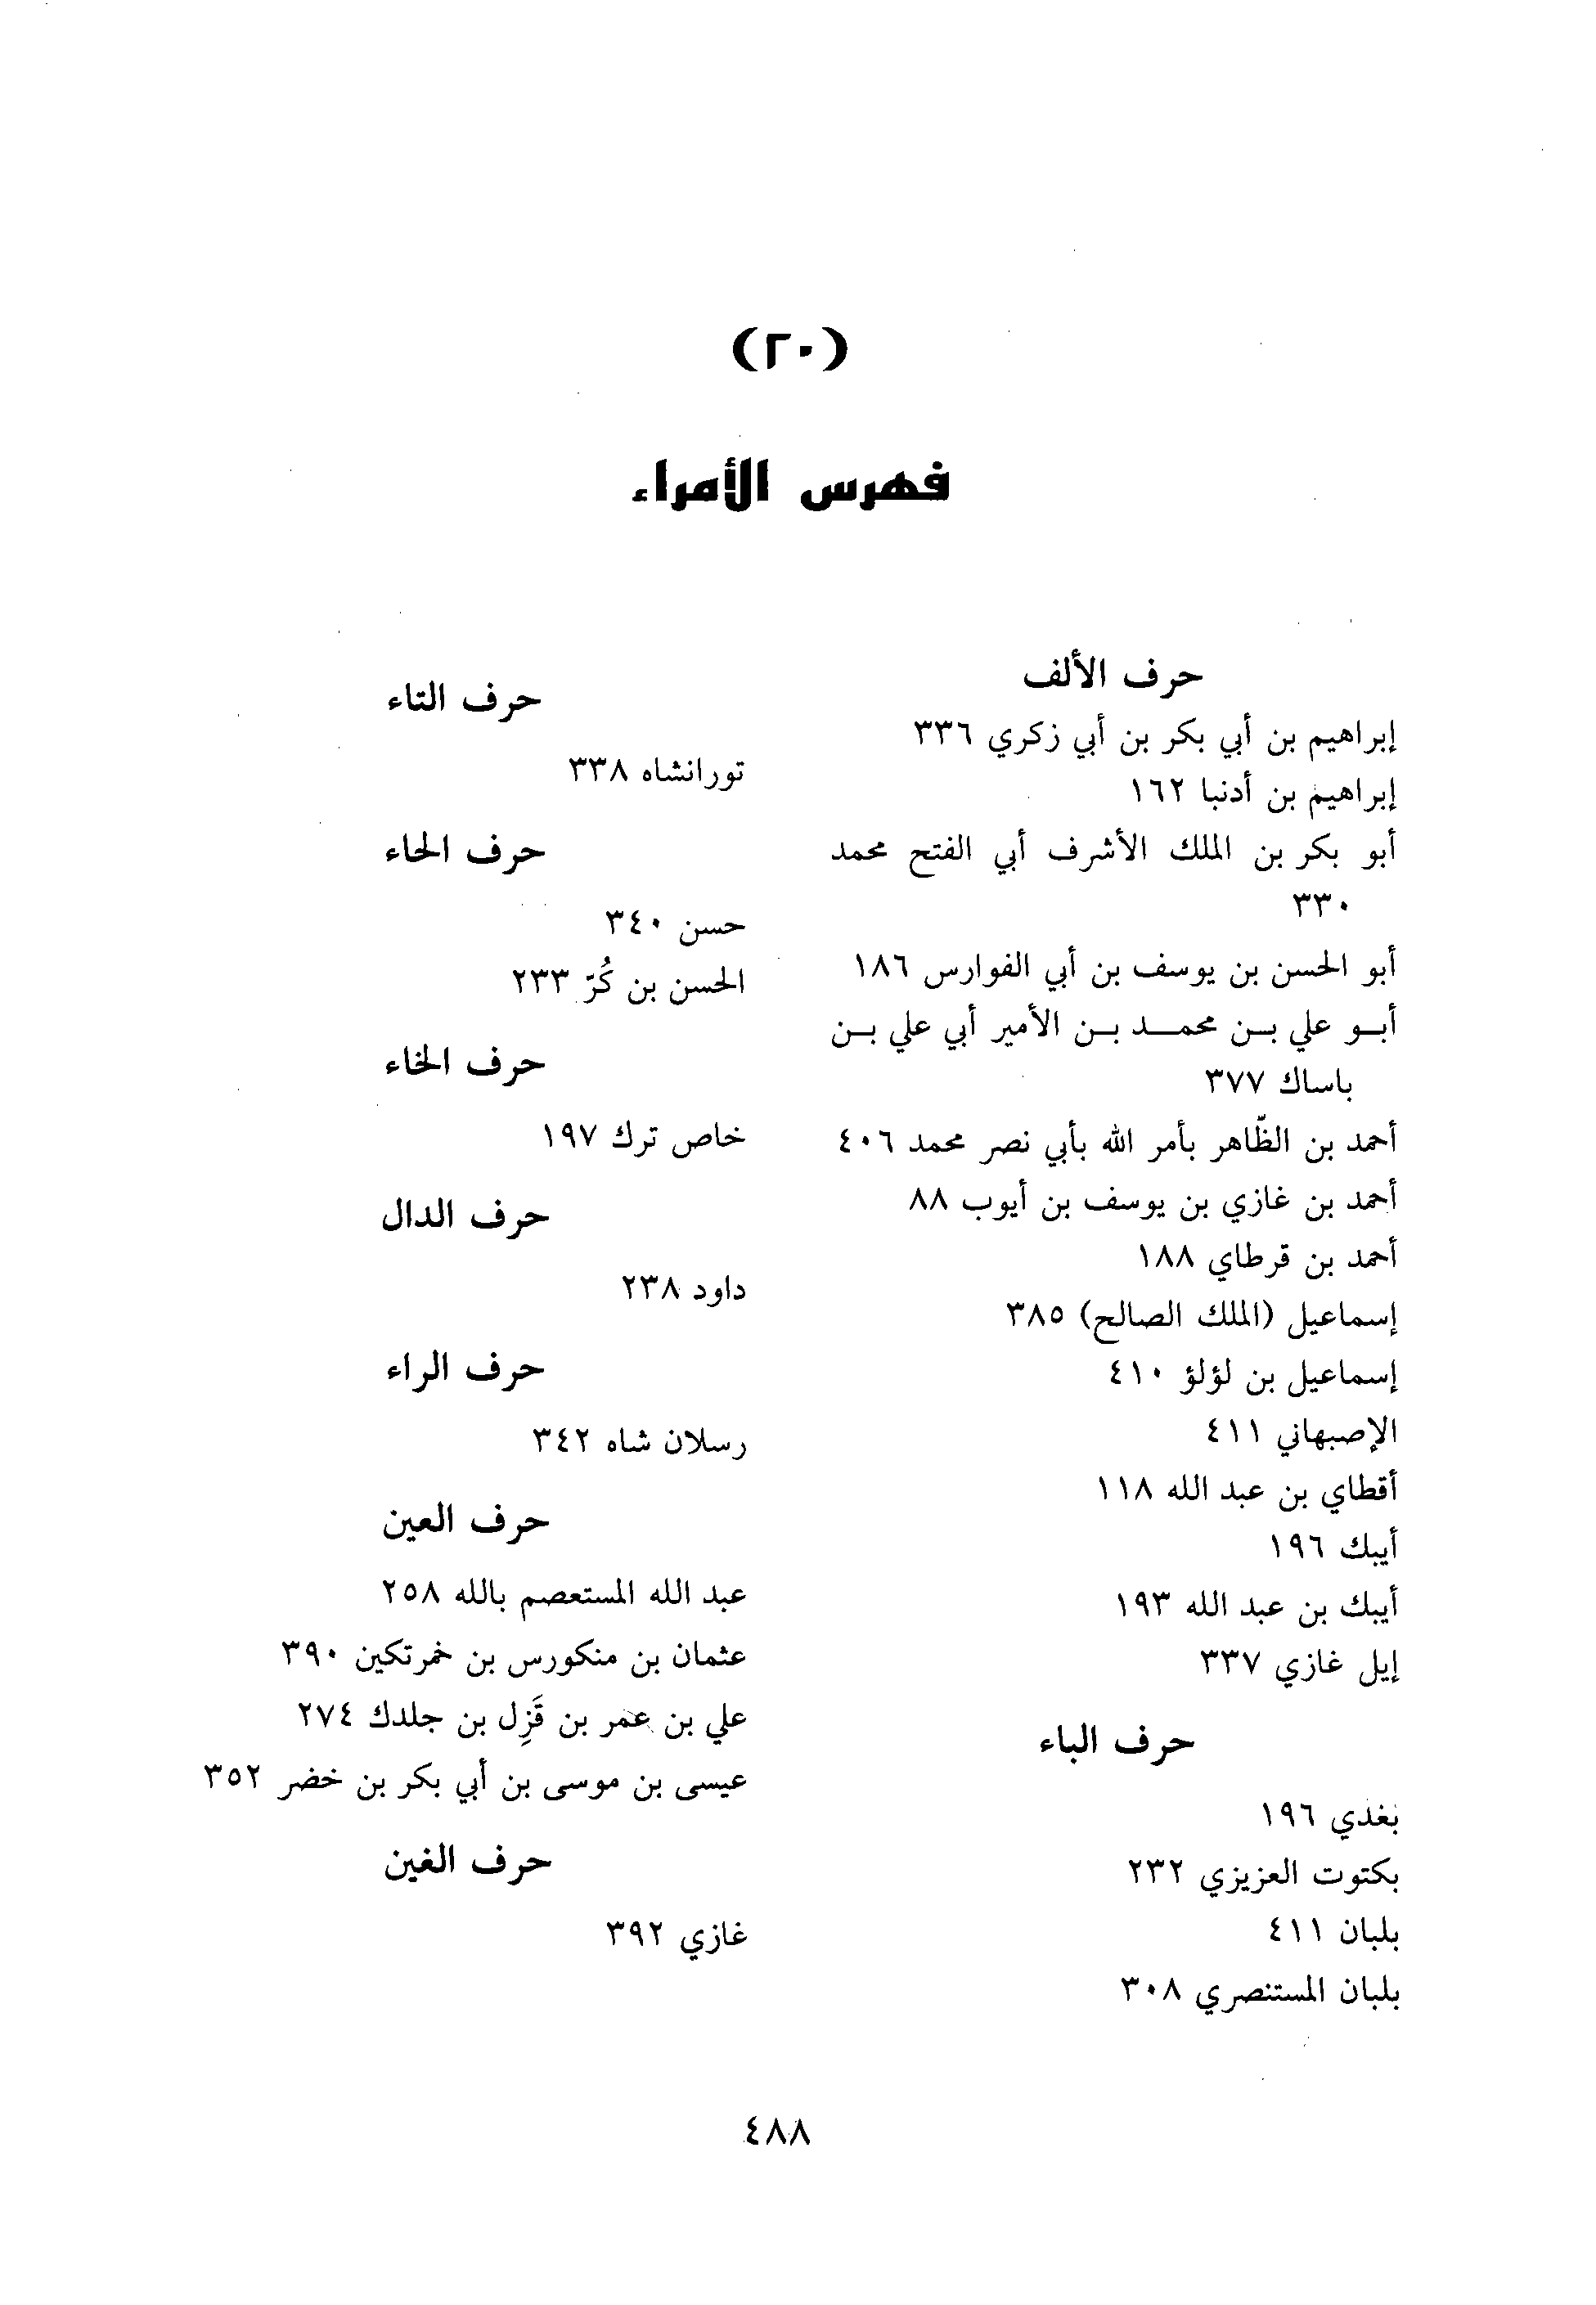 (٢٠)
فهرس الأمراء
حرف الألف
إبراهيم بن أبي بكر بن أبي زكري ٣٣٦
إبراهيم بن أدنبا ١٦٢
أبو بكر بن الملك الأشرف أبي الفتح محمد
٣٣٠
أبو الحسن بن يوسف بن أبي الفوارس ١٨٦
أبو علي بن محمد بن الأمير أبي علي بن
باساك ٣٧٧
أحمد بن الظّاهر بأمر الله بأبي نصر محمد ٤٠٦
أحمد بن غازي بن يوسف بن أيوب ٨٨
أحمد بن قرطاي ١٨٨
إسماعيل (الملك الصالح) ٣٨٥
إسماعيل بن لؤلؤ ٤١٠
الإصبهاني ٤١١
أقطاي بن عبد الله ١١٨
أيبك ١٩٦
أيبك بن عبد الله ١٩٣
إيل غازي ٣٣٧
حرف الباء
بغدي ١٩٦
بكتوت العزيزي ٢٣٢
بلبان ٤١١
بلبان المستنصري ٣٠٨
حرف التاء
تورانشاه ٣٣٨
حرف الحاء
حسن ٣٤٠
الحسن بن كُرّ ٢٣٣
حرف الخاء
خاص ترك ١٩٧
حرف الدال
داود ٢٣٨
حرف الراء
رسلان شاه ٣٤٢
حرف العين
عبد الله المستعصم بالله ٢٥٨
عثمان بن منكورس بن خمرتكين ٣٩٠
علي بن عمر بن قَزِل بن جلدك ٢٧٤
عيسى بن موسى بن أبي بكر بن خضر ٣٥٢
حرف الغين
غازي ٣٩٢
٤٨٨